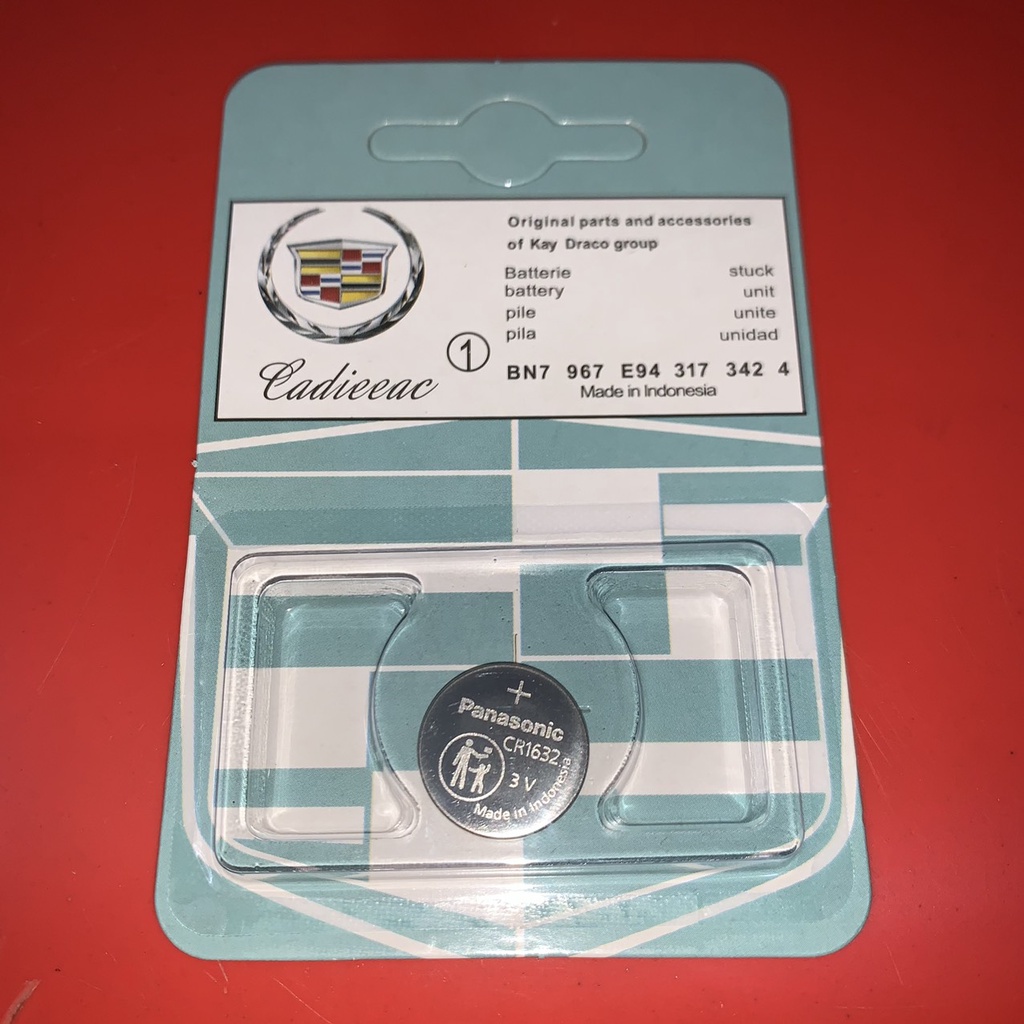 Original parts and accessories
of Kay Draco group
Batterie stuck
battery unit
pile unite
pila unidad
BN7 967 E94 317 342 4
Made in Indonesia
1
Cadieeac
+
Panasonic
CR1632
3V
Made in Indonesia